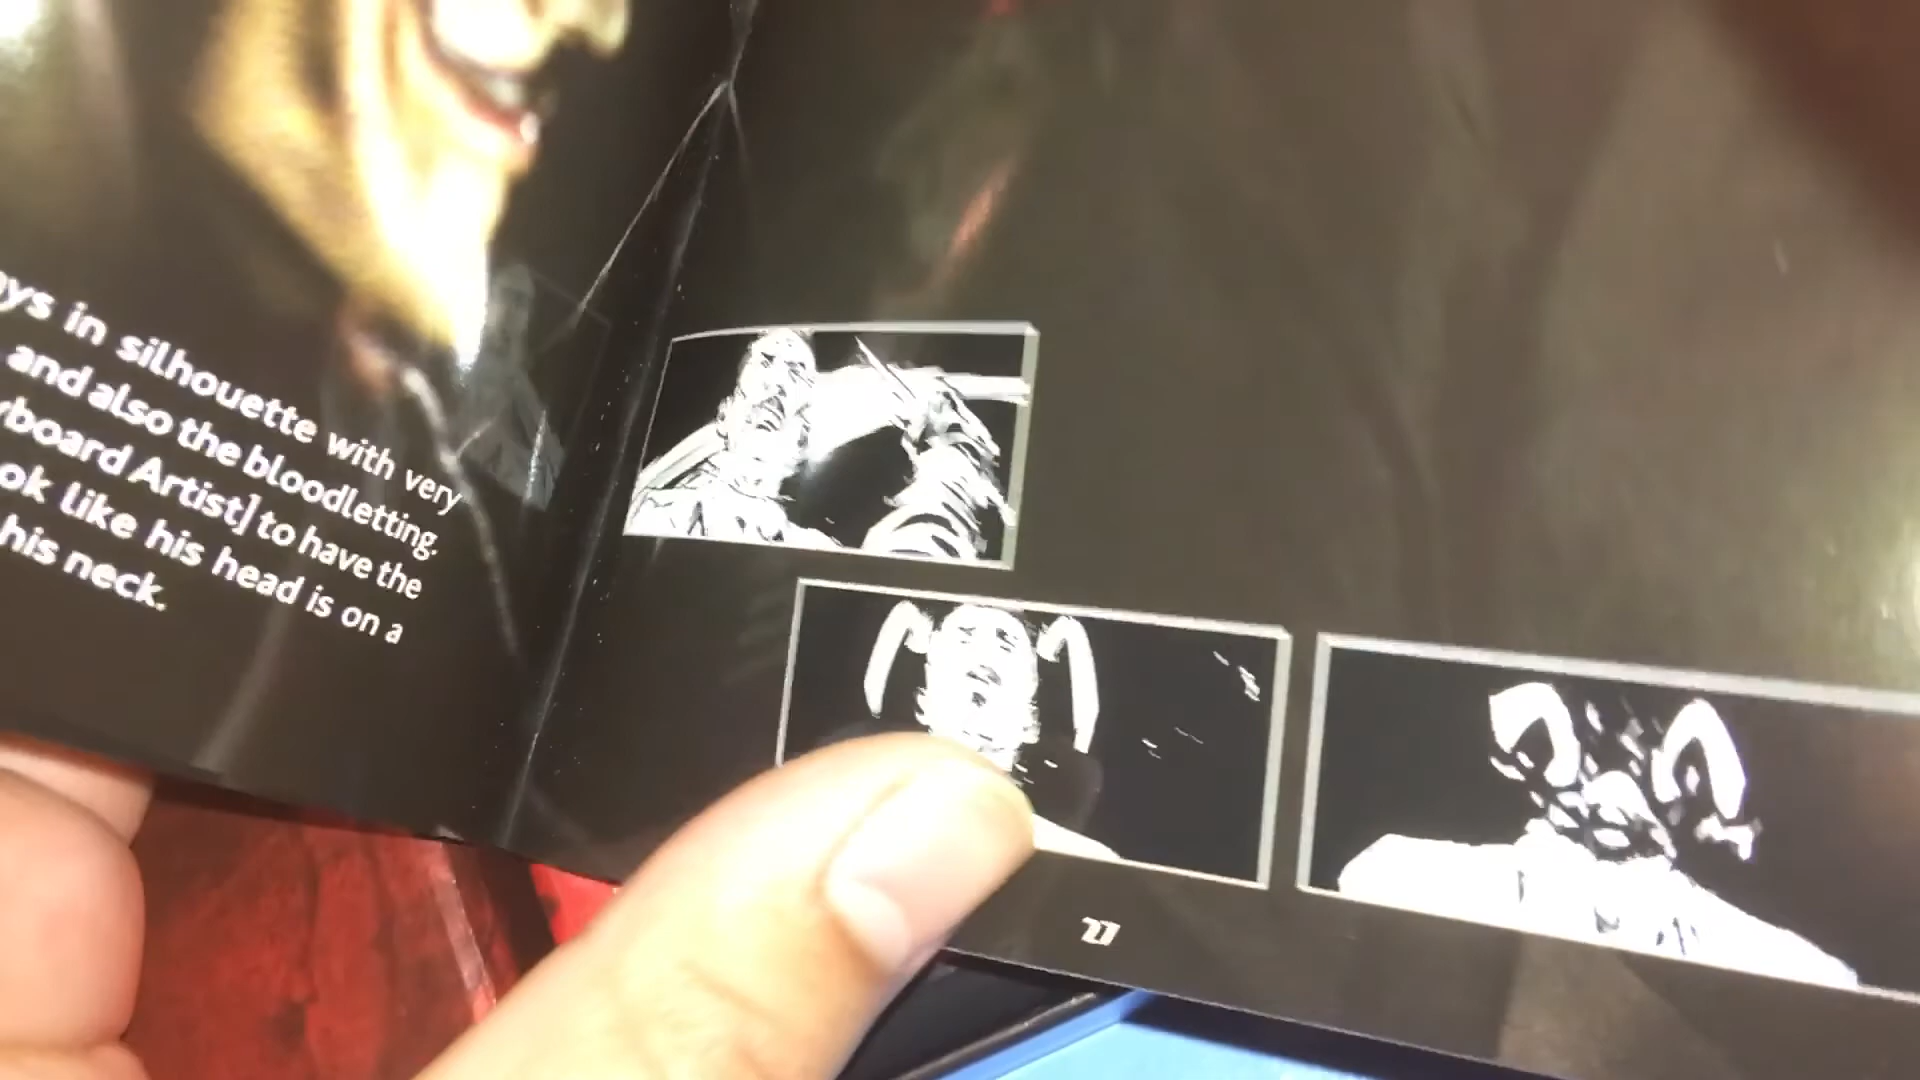 ys in silhouette with very
and also the bloodletting.
board Artist] to have the
ok like his head is on a
his neck.
27